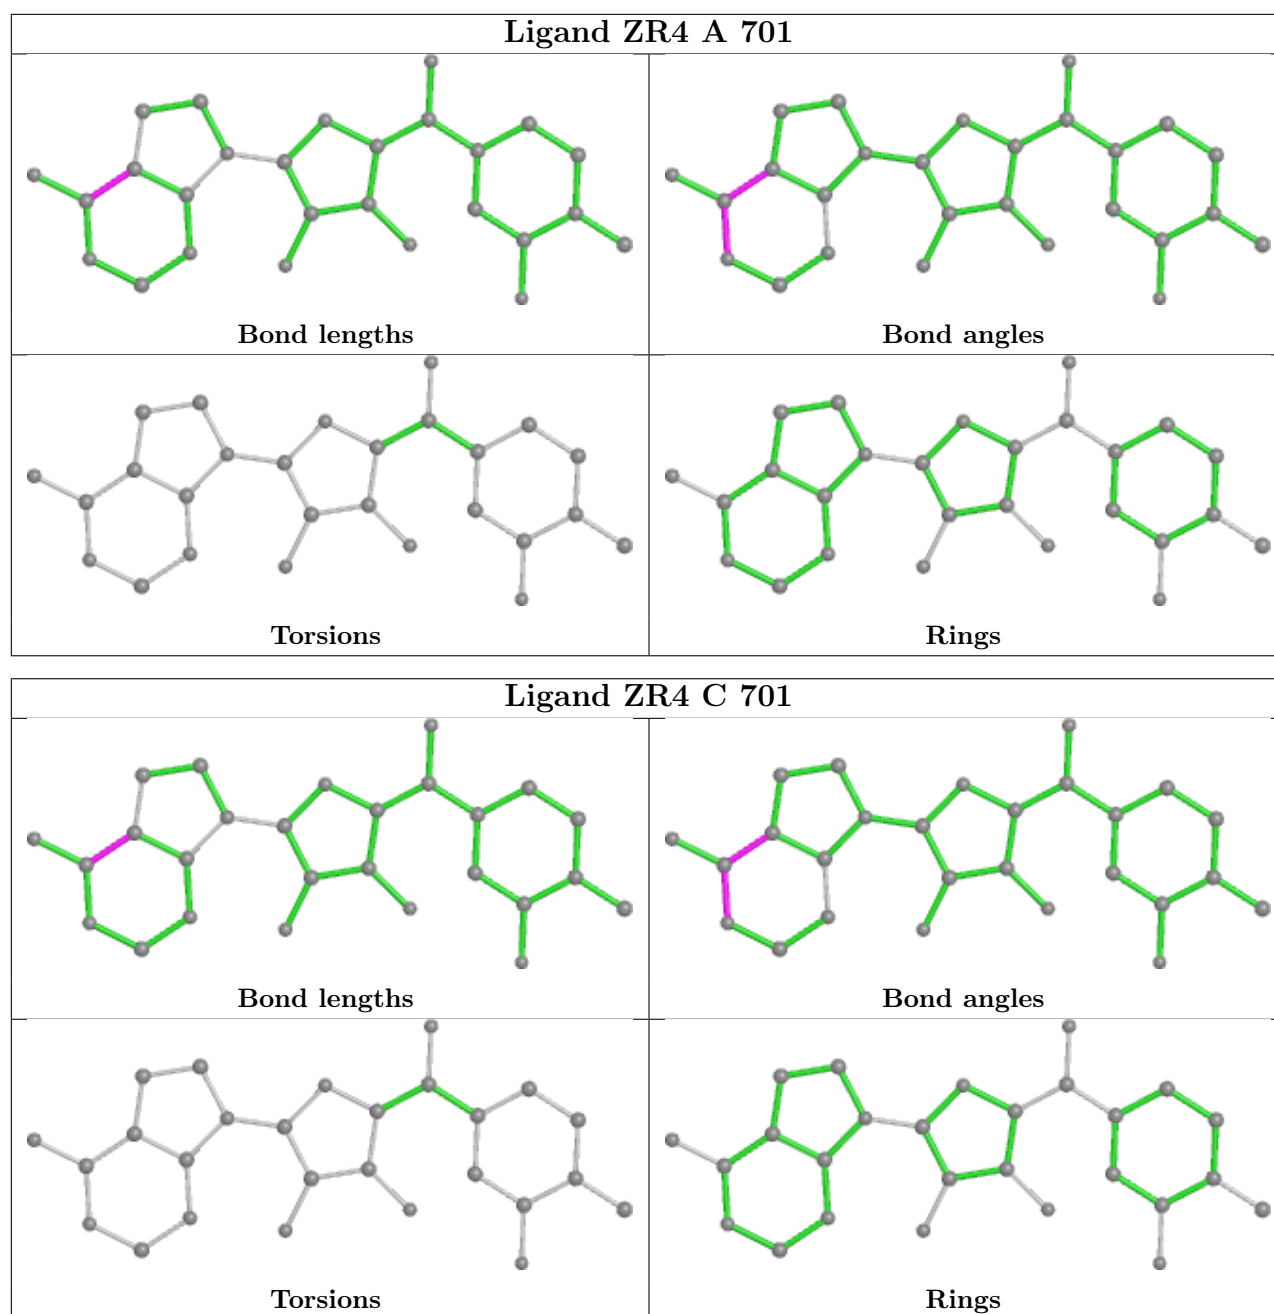 Ligand ZR4 A 701
Bond lengths
Bond angles
Torsions
Rings
Ligand ZR4 C 701
Bond lengths
Bond angles
Torsions
Rings